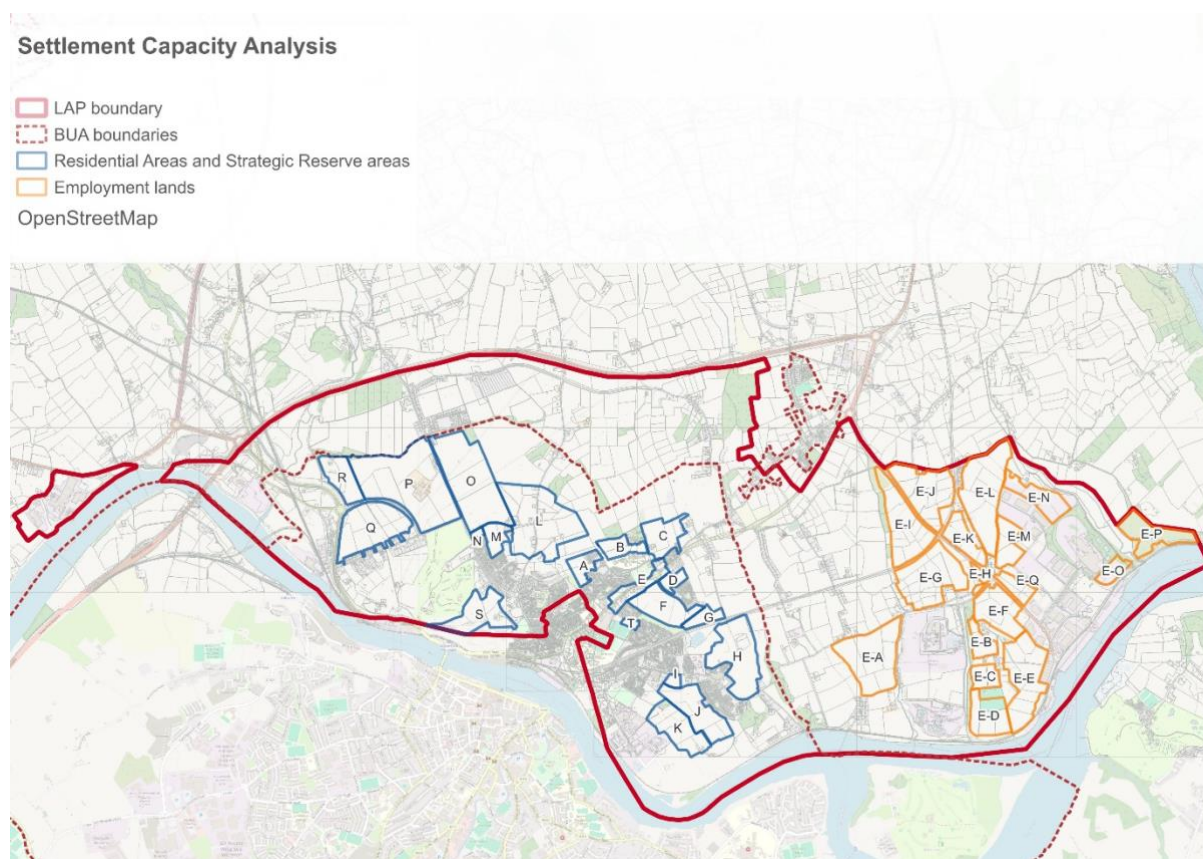 Settlement Capacity Analysis
LAP boundary
BUA boundaries
Residential Areas and Strategic Reserve areas
Employment lands
OpenStreetMap
E-J
E-L
E-N
R
P
O
E-I
L
Q
N
M
E-K
E-M
E-P
B
C
A
E-H
E-O
E
D
E-G
E-Q
F
S
T
G
E-F
E-B
H
E-A
I
E-C
E-E
J
K
E-D